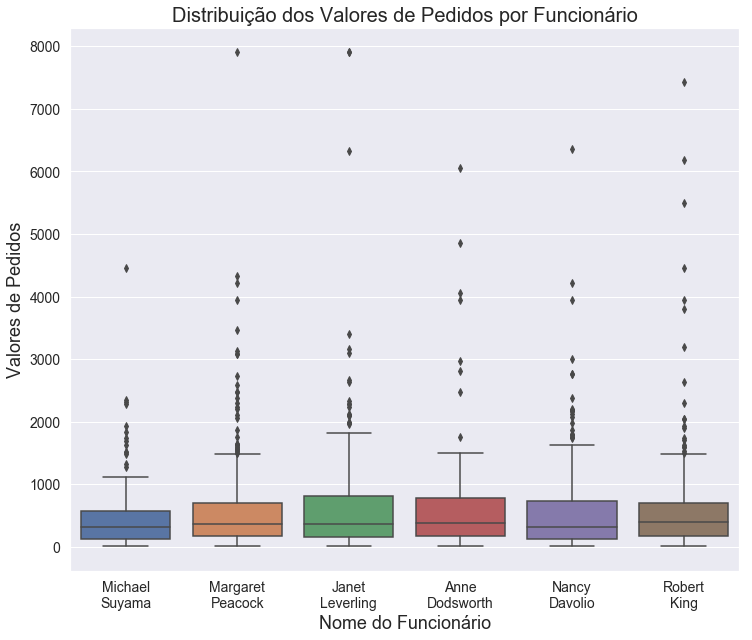 Distribuição dos Valores de Pedidos por Funcionário
Valores de Pedidos
8000
7000
6000
5000
4000
3000
2000
1000
0
Michael
Suyama
Margaret
Peacock
Janet
Leverling
Anne
Dodsworth
Nancy
Davolio
Robert
King
Nome do Funcionário